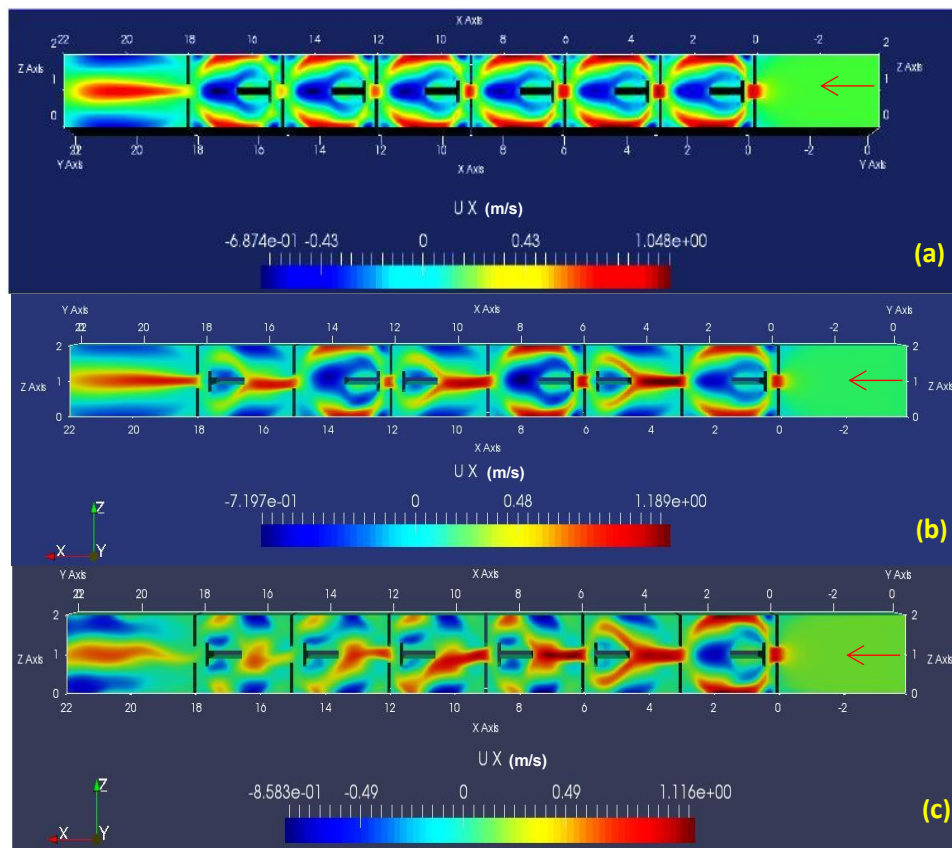 X Axis
22 20 18 16 14 12 10 8 6 4 2 0 -2
2 2
Z Axis 1 1 Z Axis
0 0
22 20 18 16 14 12 10 8 6 4 2 0 -2 0
Y Axis X Axis Y Axis
U X (m/s)
-6.874e-01 -0.43 0 0.43 1.048e+00
(a)
Y Axis X Axis Y Axis
20 18 16 14 12 10 8 6 4 2 0 -2 0
2 2
Z Axis 1 1 Z Axis
0 0
22 20 18 16 14 12 10 8 6 4 2 0 -2
X Axis
U X (m/s)
-7.197e-01 0 0.48 1.189e+00
Z
X Y
(b)
Y Axis X Axis Y Axis
20 18 16 14 12 10 8 6 4 2 0 -2 0
2 2
Z Axis 1 1 Z Axis
0 0
22 20 18 16 14 12 10 8 6 4 2 0 -2
X Axis
U X (m/s)
-8.583e-01 -0.49 0 0.49 1.116e+00
Z
X Y
(c)